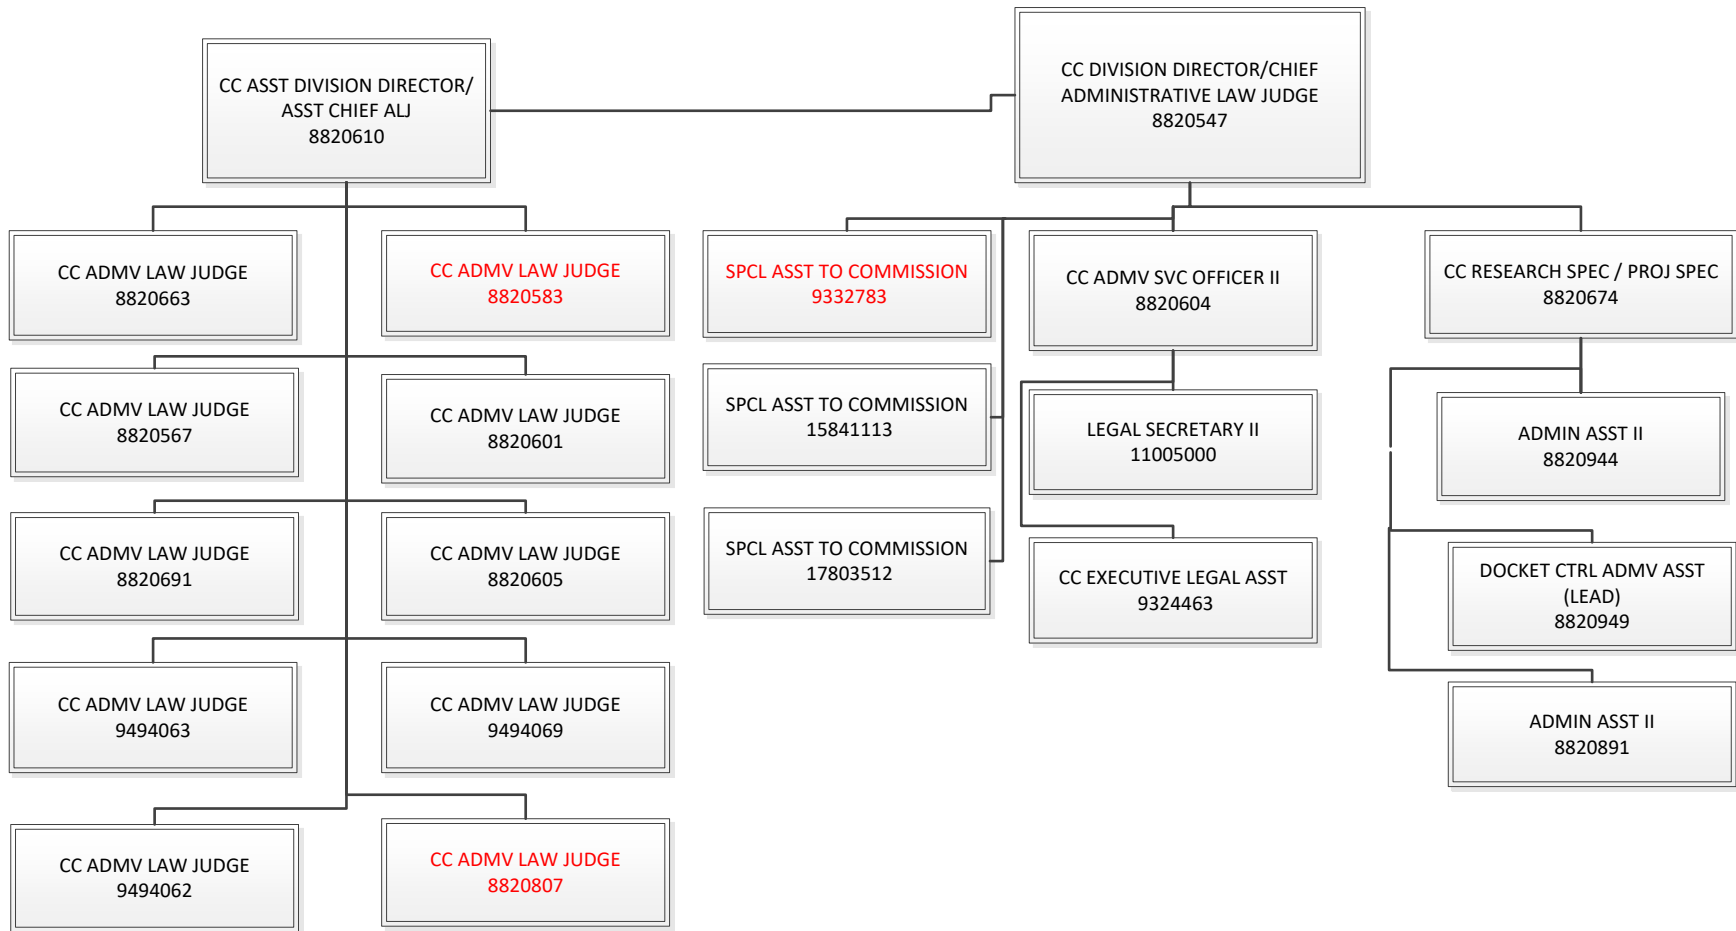 CC ASST DIVISION DIRECTOR/
ASST CHIEF ALJ
8820610
CC DIVISION DIRECTOR/CHIEF
ADMINISTRATIVE LAW JUDGE
8820547
CC ADMV LAW JUDGE
8820663
CC ADMV LAW JUDGE
8820583
SPCL ASST TO COMMISSION
9332783
CC ADMV SVC OFFICER II
8820604
CC RESEARCH SPEC / PROJ SPEC
8820674
CC ADMV LAW JUDGE
8820567
CC ADMV LAW JUDGE
8820601
SPCL ASST TO COMMISSION
15841113
LEGAL SECRETARY II
11005000
ADMIN ASST II
8820944
CC ADMV LAW JUDGE
8820691
CC ADMV LAW JUDGE
8820605
SPCL ASST TO COMMISSION
17803512
CC EXECUTIVE LEGAL ASST
9324463
DOCKET CTRL ADMV ASST
(LEAD)
8820949
CC ADMV LAW JUDGE
9494063
CC ADMV LAW JUDGE
9494069
ADMIN ASST II
8820891
CC ADMV LAW JUDGE
9494062
CC ADMV LAW JUDGE
8820807